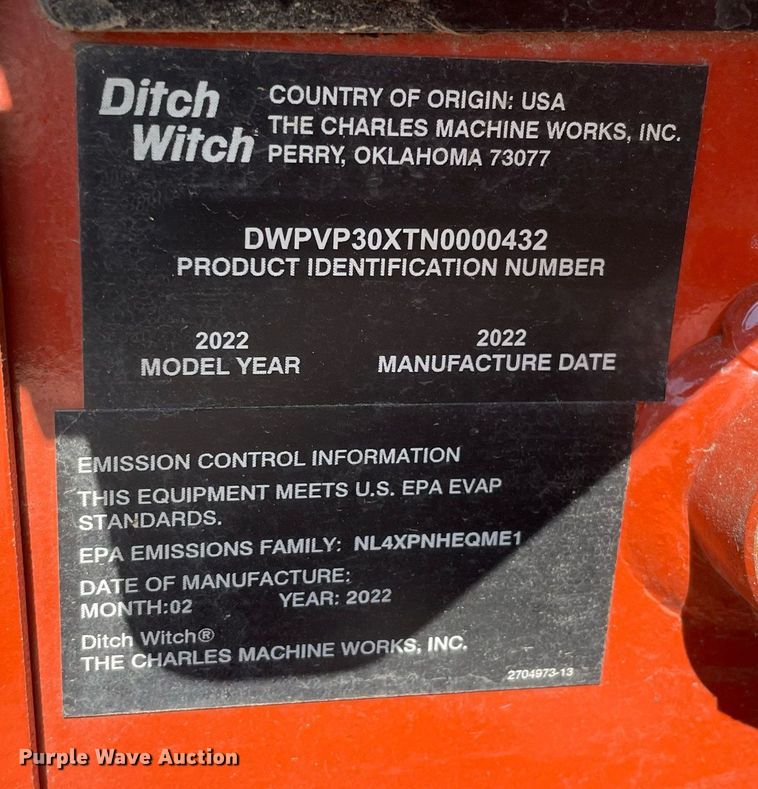 Ditch
Witch
COUNTRY OF ORIGIN: USA
THE CHARLES MACHINE WORKS, INC.
PERRY, OKLAHOMA 73077
DWPVP30XTN0000432
PRODUCT IDENTIFICATION NUMBER
2022 2022
MODEL YEAR MANUFACTURE DATE
EMISSION CONTROL INFORMATION
THIS EQUIPMENT MEETS U.S. EPA EVAP
STANDARDS.
EPA EMISSIONS FAMILY: NL4XPNHEQME1
DATE OF MANUFACTURE:
MONTH:02 YEAR: 2022
Ditch Witch®
THE CHARLES MACHINE WORKS, INC.
2704973-13
Purple Wave Auction